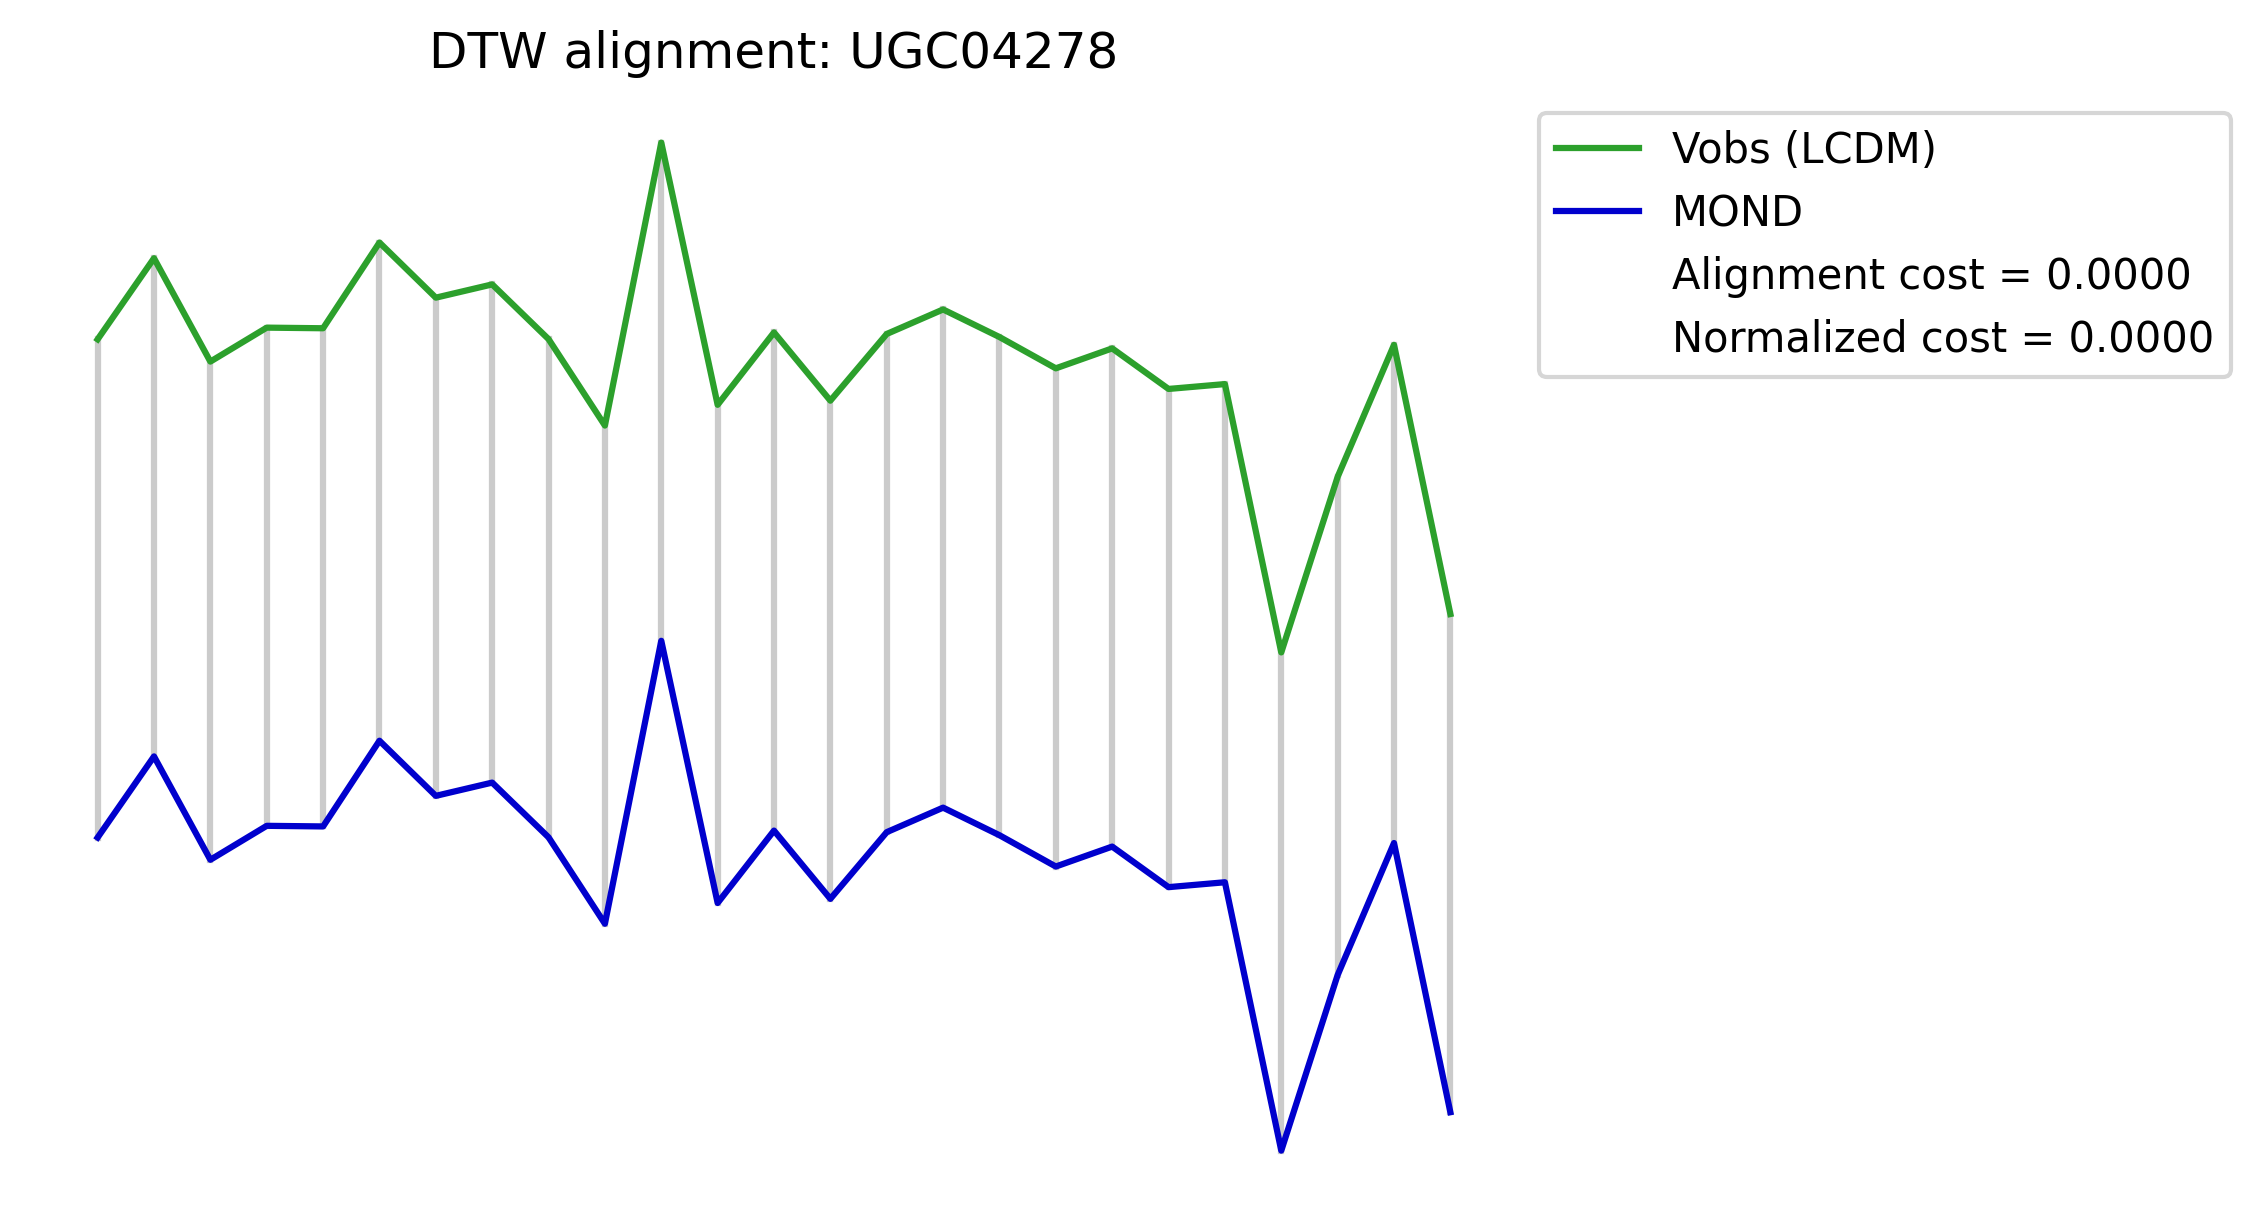 DTW alignment: UGC04278
Vobs (LCDM)
MOND
Alignment cost = 0.0000
Normalized cost = 0.0000